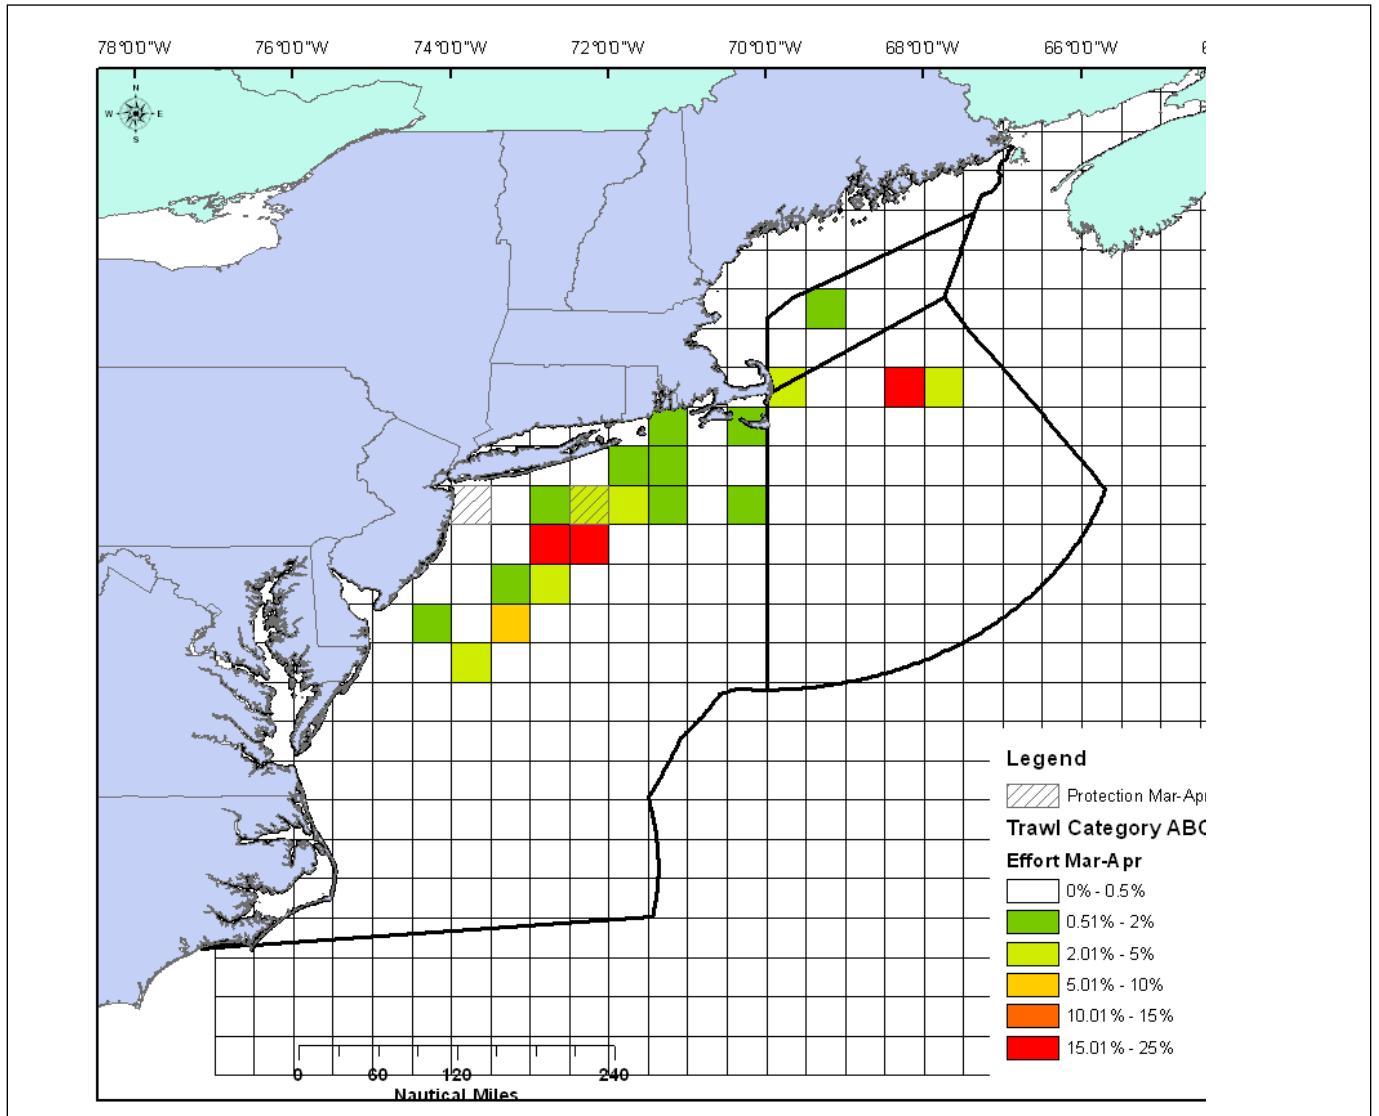 78°0'0"W 76°0'0"W 74°0'0"W 72°0'0"W 70°0'0"W 68°0'0"W 66°0'0"W 6
N
W E
S
Legend
Protection Mar-Apr
Trawl Category ABC
Effort Mar-Apr
0% - 0.5%
0.51% - 2%
2.01% - 5%
5.01% - 10%
10.01% - 15%
15.01% - 25%
0 60 120 240
Nautical Miles